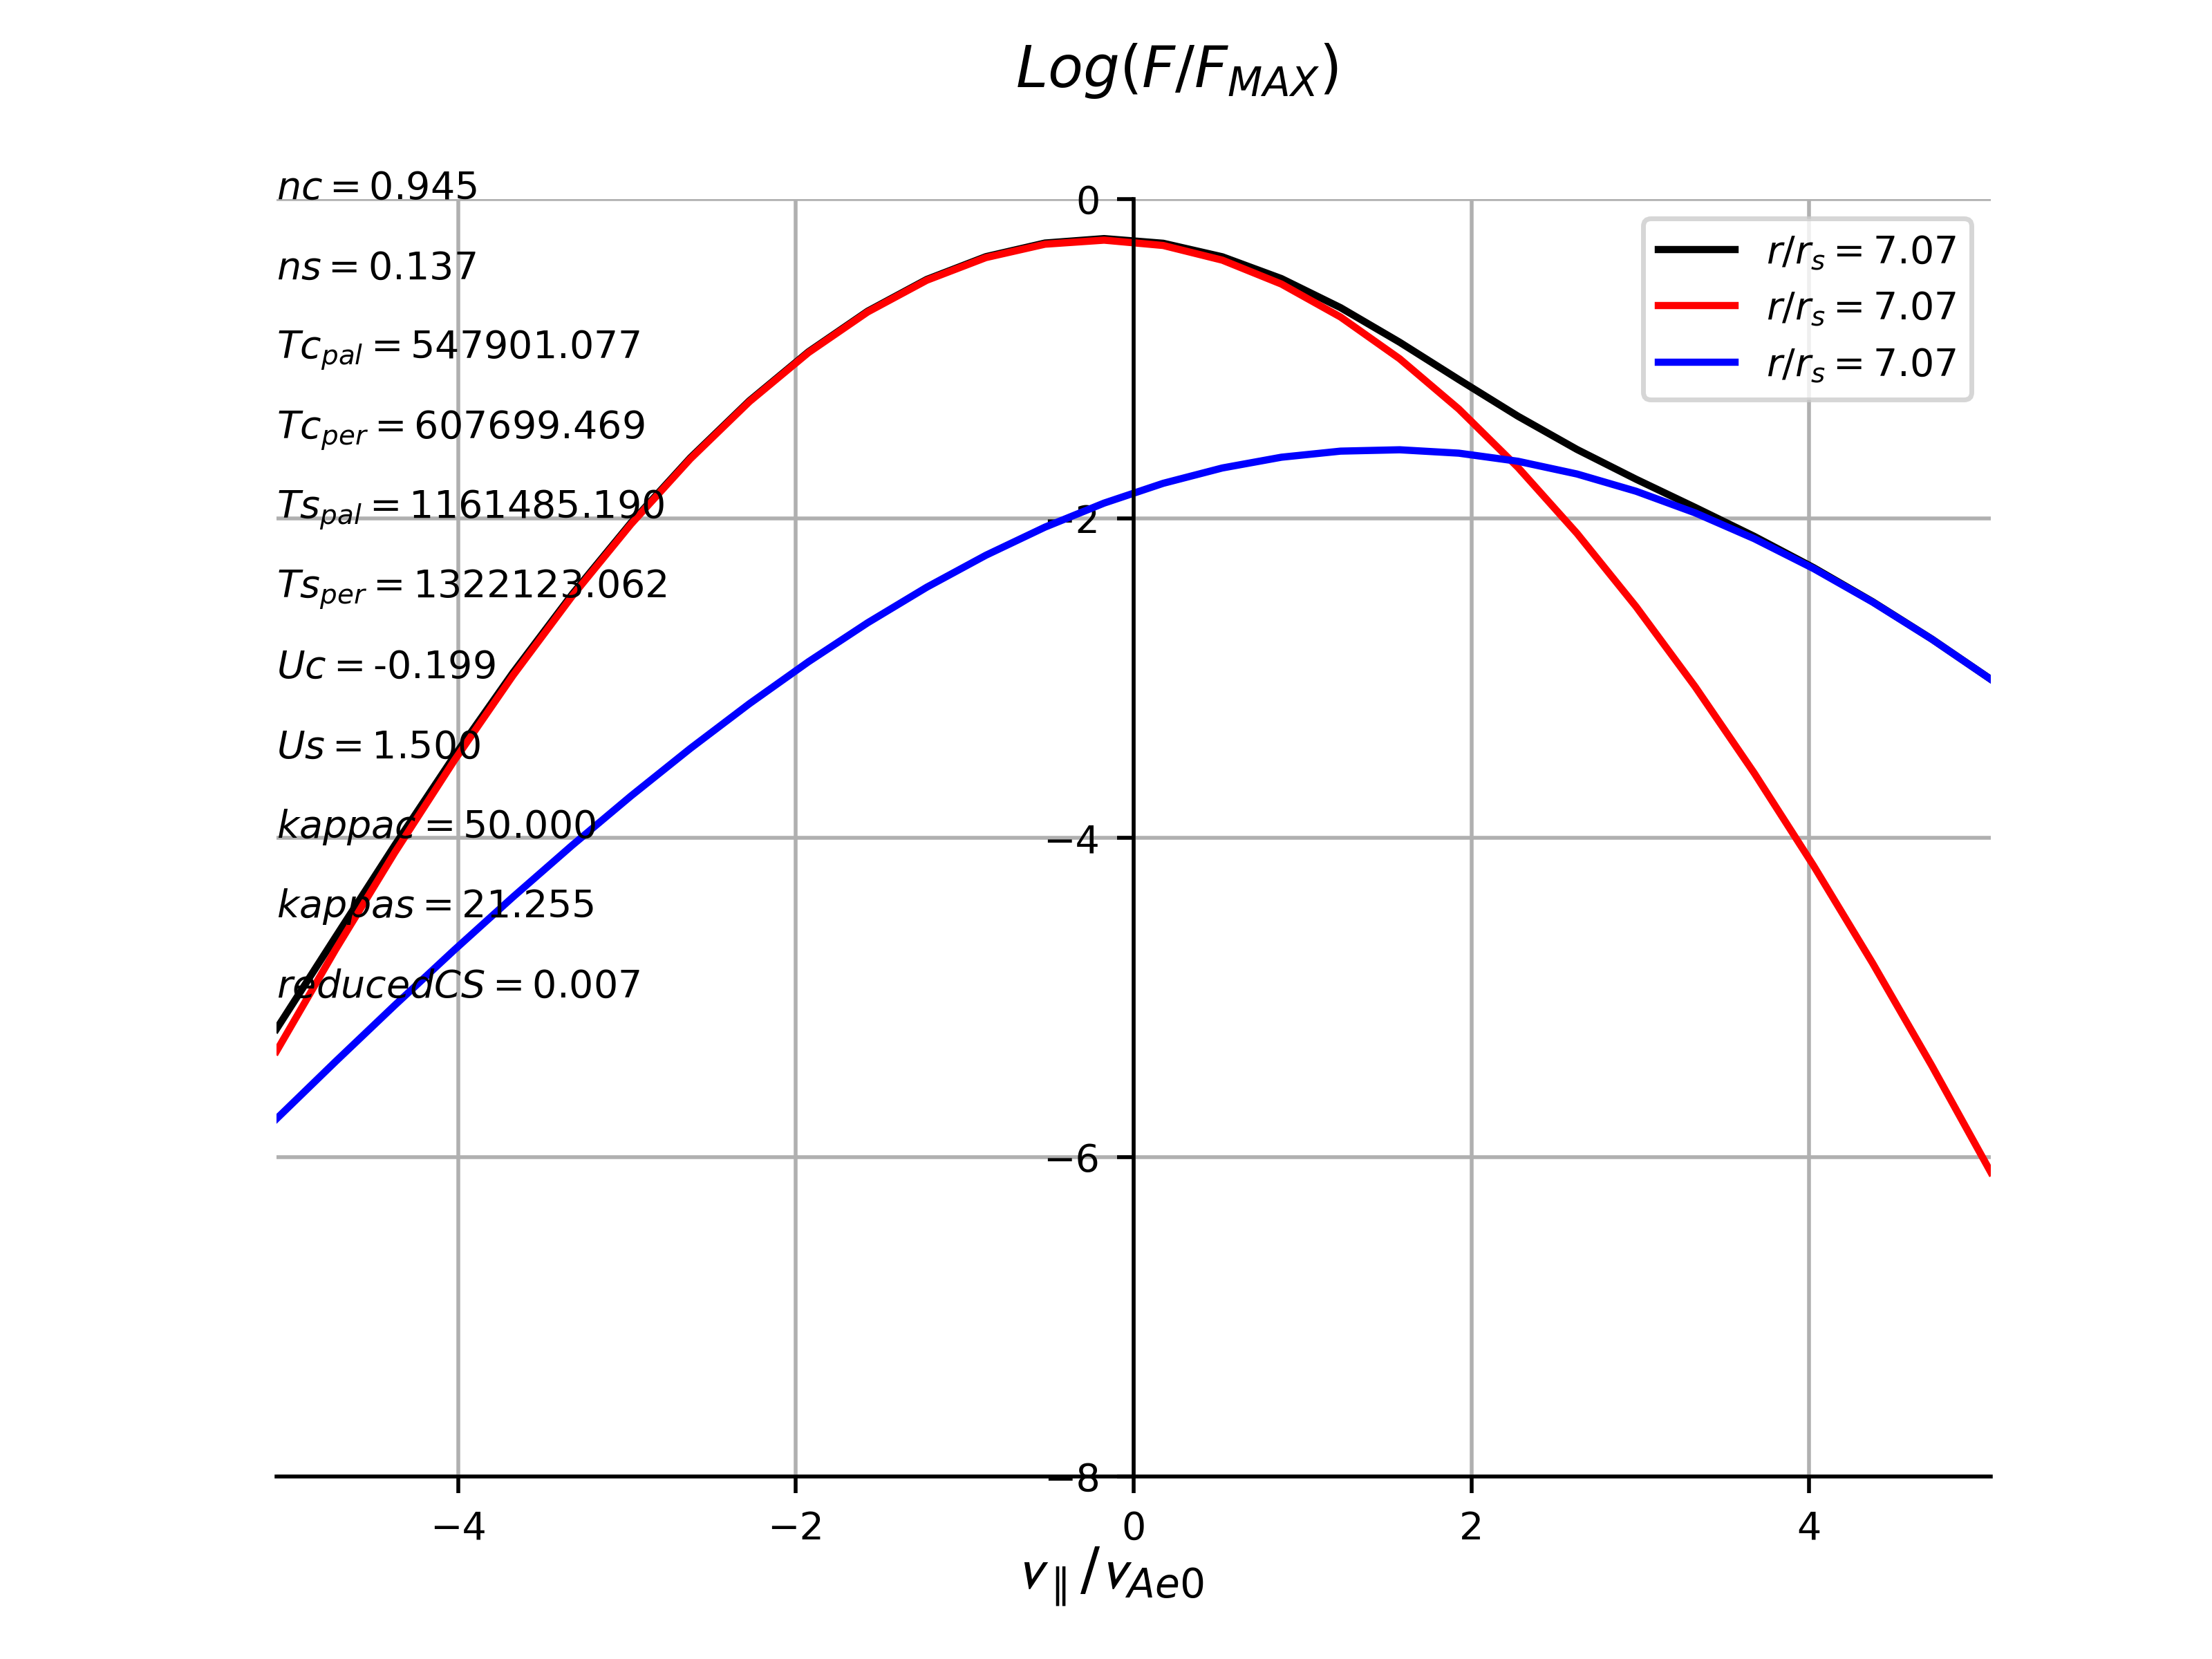 Log(F/F_MAX)
nc = 0.945
ns = 0.137
Tc_pal = 547901.077
Tc_per = 607699.469
Ts_pal = 1161485.190
Ts_per = 1322123.062
Uc = -0.199
Us = 1.500
kappac = 50.000
kappas = 21.255
reducedCS = 0.007
0
−2
−4
−6
−8
r/r_s = 7.07
r/r_s = 7.07
r/r_s = 7.07
−4 −2 0 2 4
v_∥/v_Ae0